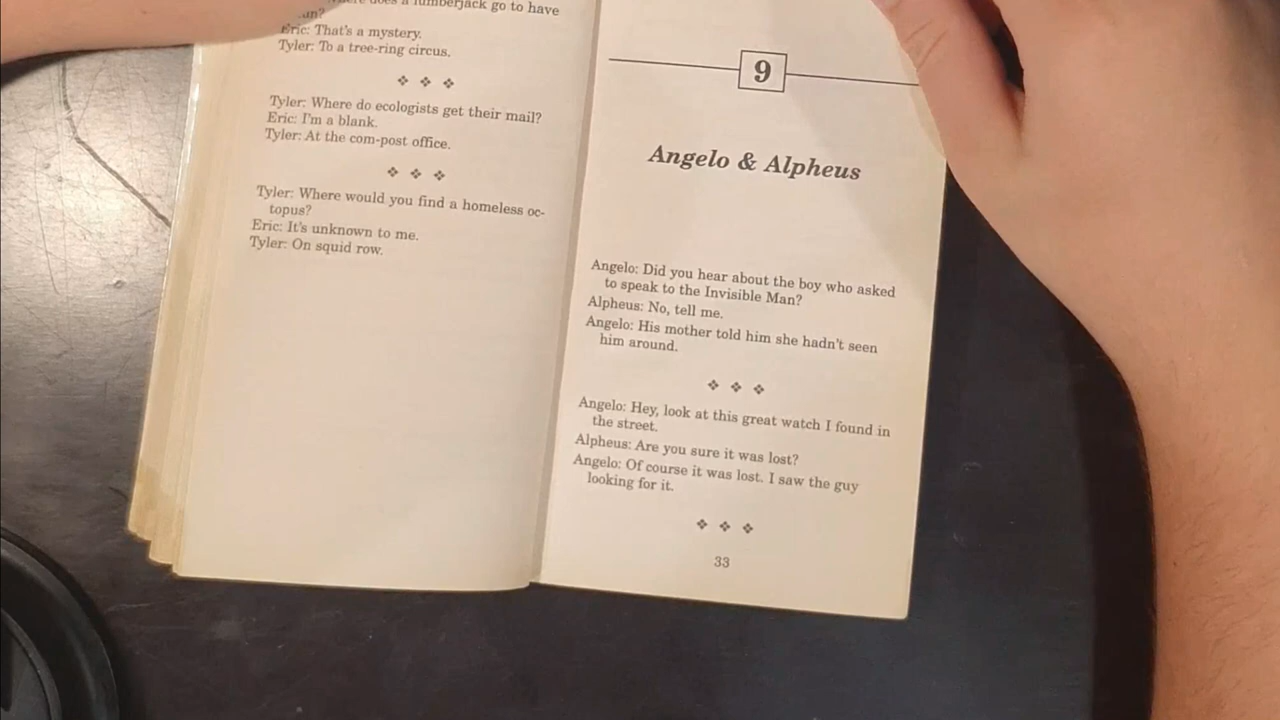 does a lumberjack go to have
Eric: That's a mystery.
Tyler: To a tree-ring circus.
❖ ❖ ❖
Tyler: Where do ecologists get their mail?
Eric: I'm a blank.
Tyler: At the com-post office.
❖ ❖ ❖
Tyler: Where would you find a homeless oc-
topus?
Eric: It's unknown to me.
Tyler: On squid row.
9
Angelo & Alpheus
Angelo: Did you hear about the boy who asked
to speak to the Invisible Man?
Alpheus: No, tell me.
Angelo: His mother told him she hadn't seen
him around.
❖ ❖ ❖
Angelo: Hey, look at this great watch I found in
the street.
Alpheus: Are you sure it was lost?
Angelo: Of course it was lost. I saw the guy
looking for it.
❖ ❖ ❖
33